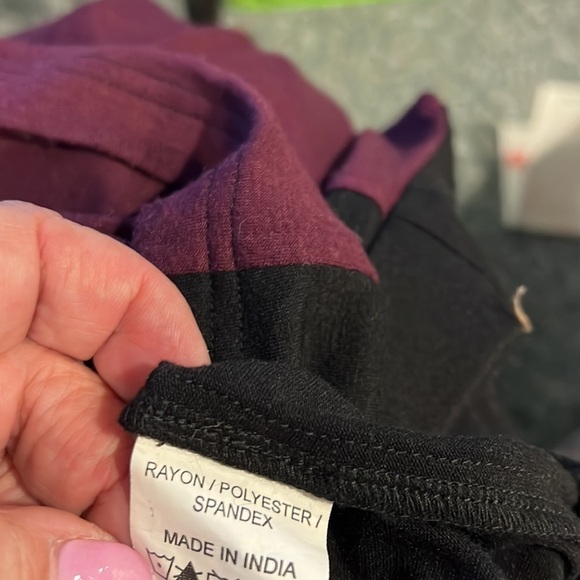 RAYON / POLYESTER /
SPANDEX
MADE IN INDIA